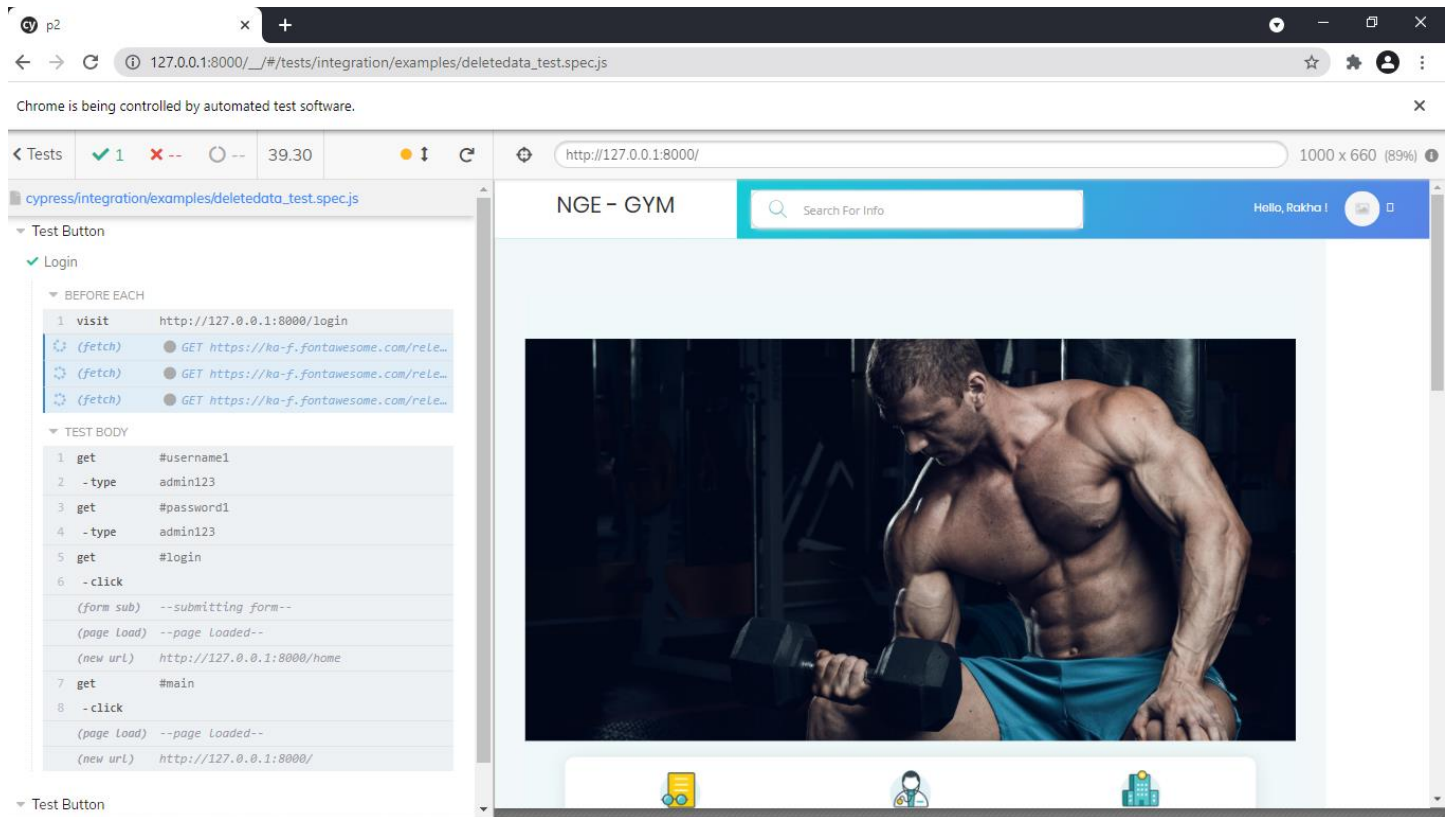 cy p2
127.0.0.1:8000/__/#/tests/integration/examples/deletedata_test.spec.js
Chrome is being controlled by automated test software.
Tests 1 -- -- 39.30
http://127.0.0.1:8000/
1000 x 660 (89%)
cypress/integration/examples/deletedata_test.spec.js
Test Button
Login
BEFORE EACH
1 visit http://127.0.0.1:8000/login
(fetch) GET https://ka-f.fontawesome.com/rele…
(fetch) GET https://ka-f.fontawesome.com/rele…
(fetch) GET https://ka-f.fontawesome.com/rele…
TEST BODY
1 get #username1
2 -type admin123
3 get #password1
4 -type admin123
5 get #login
6 -click
(form sub) --submitting form--
(page load) --page loaded--
(new url) http://127.0.0.1:8000/home
7 get #main
8 -click
(page load) --page loaded--
(new url) http://127.0.0.1:8000/
Test Button
NGE - GYM
Search For Info
Hello, Rakha !